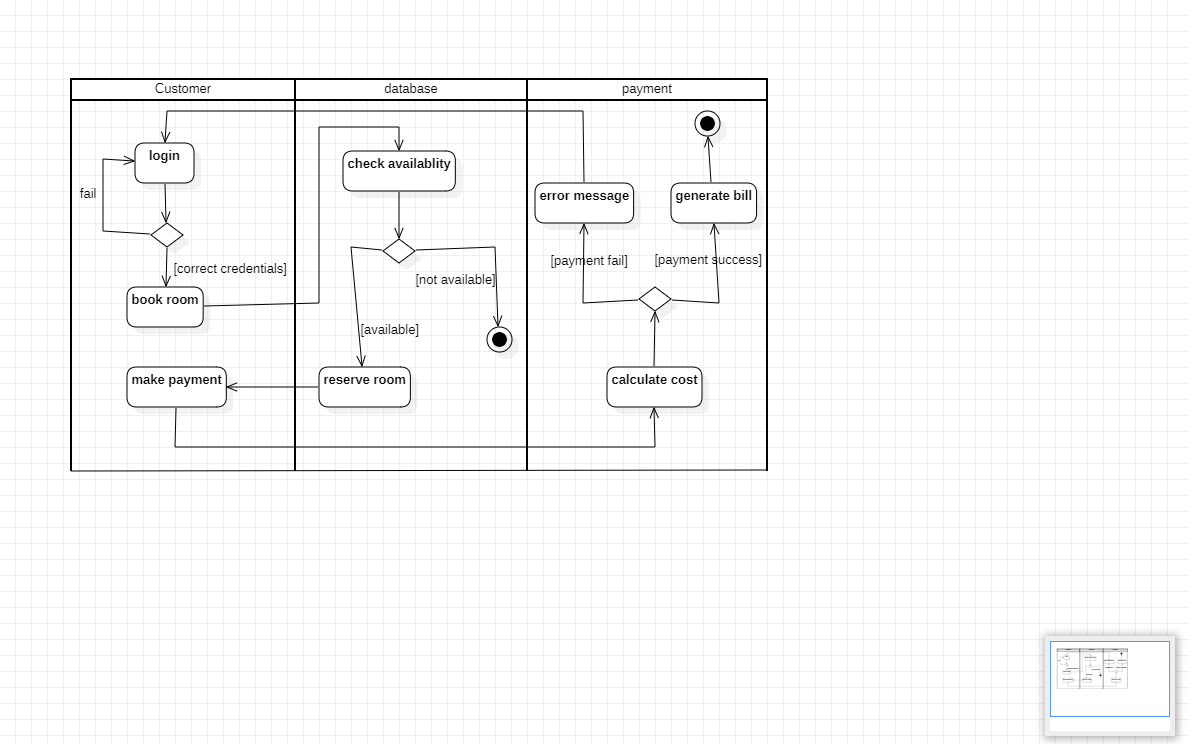 Customer
database
payment
login
check availablity
error message
generate bill
fail
[correct credentials]
[not available]
[payment fail]
[payment success]
book room
[available]
make payment
reserve room
calculate cost